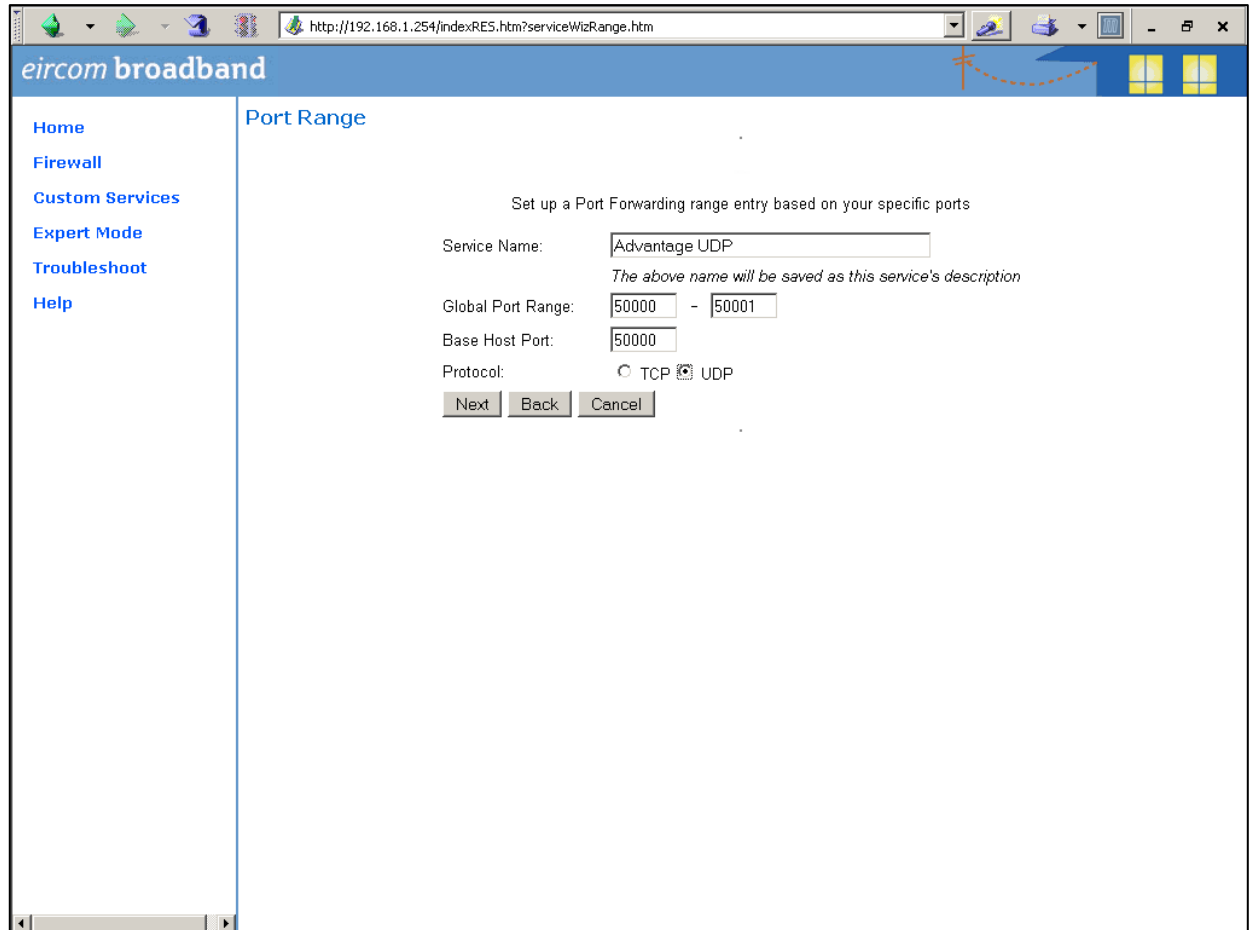 http://192.168.1.254/indexRES.htm?serviceWizRange.htm
eircom broadband
Home
Firewall
Custom Services
Expert Mode
Troubleshoot
Help
Port Range
Set up a Port Forwarding range entry based on your specific ports
Service Name: Advantage UDP
The above name will be saved as this service's description
Global Port Range: 50000 - 50001
Base Host Port: 50000
Protocol: TCP UDP
Next Back Cancel